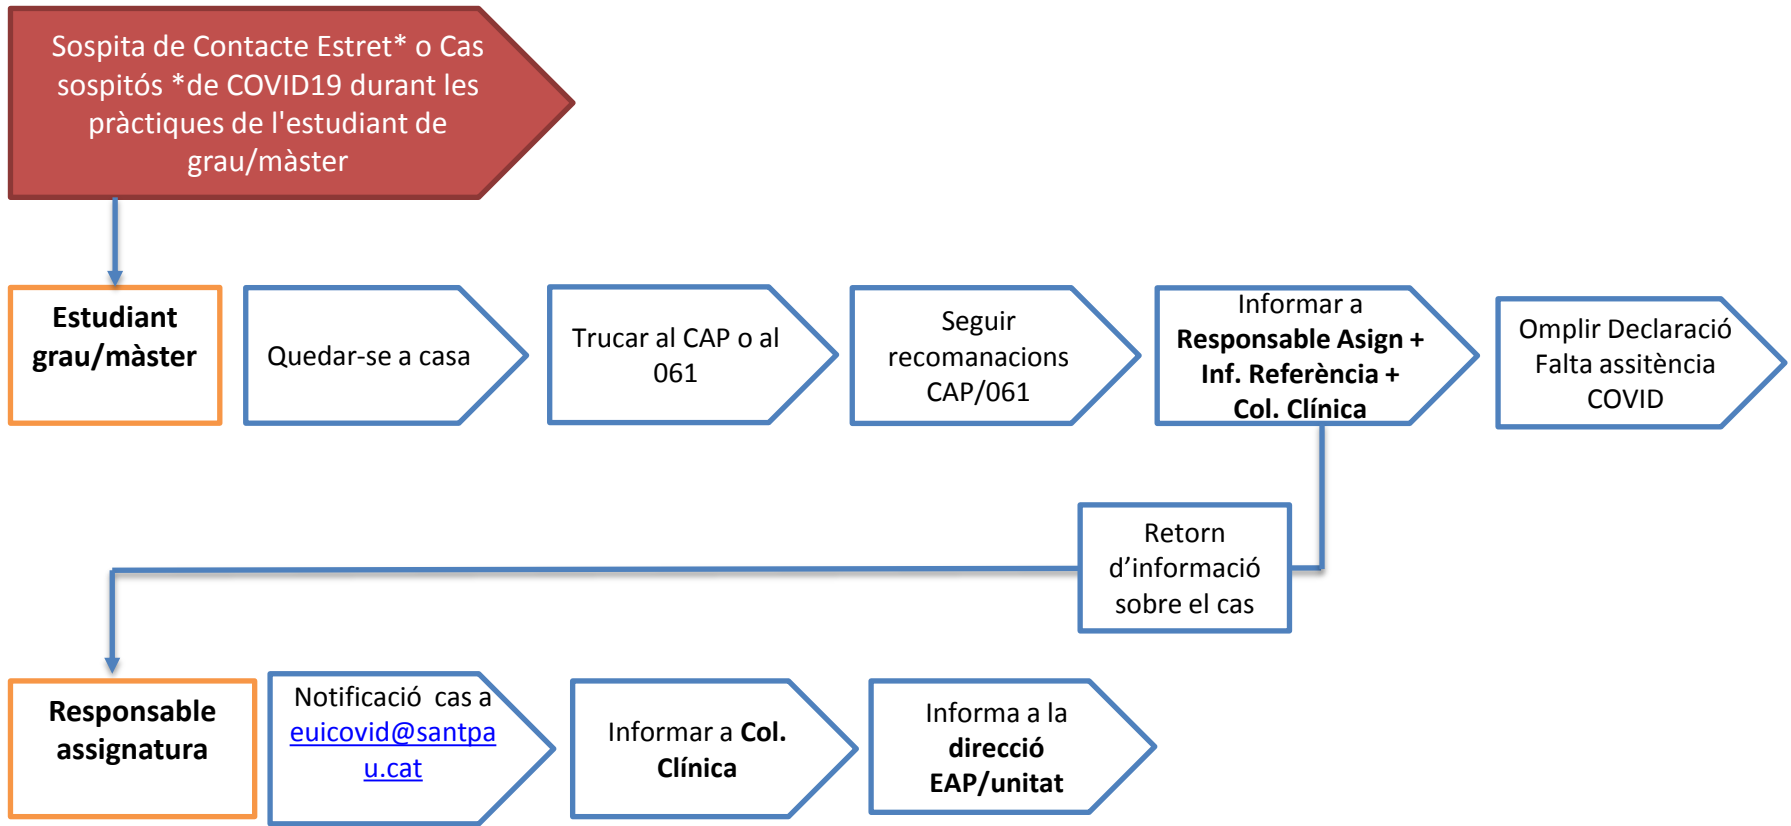 Sospita de Contacte Estret* o Cas
sospitós *de COVID19 durant les
pràctiques de l'estudiant de
grau/màster
Estudiant
grau/màster
Quedar-se a casa
Trucar al CAP o al
061
Seguir
recomanacions
CAP/061
Informar a
Responsable Asign +
Inf. Referència +
Col. Clínica
Omplir Declaració
Falta assitència
COVID
Retorn
d’informació
sobre el cas
Responsable
assignatura
Notificació cas a
euicovid@santpa
u.cat
Informar a Col.
Clínica
Informa a la
direcció
EAP/unitat